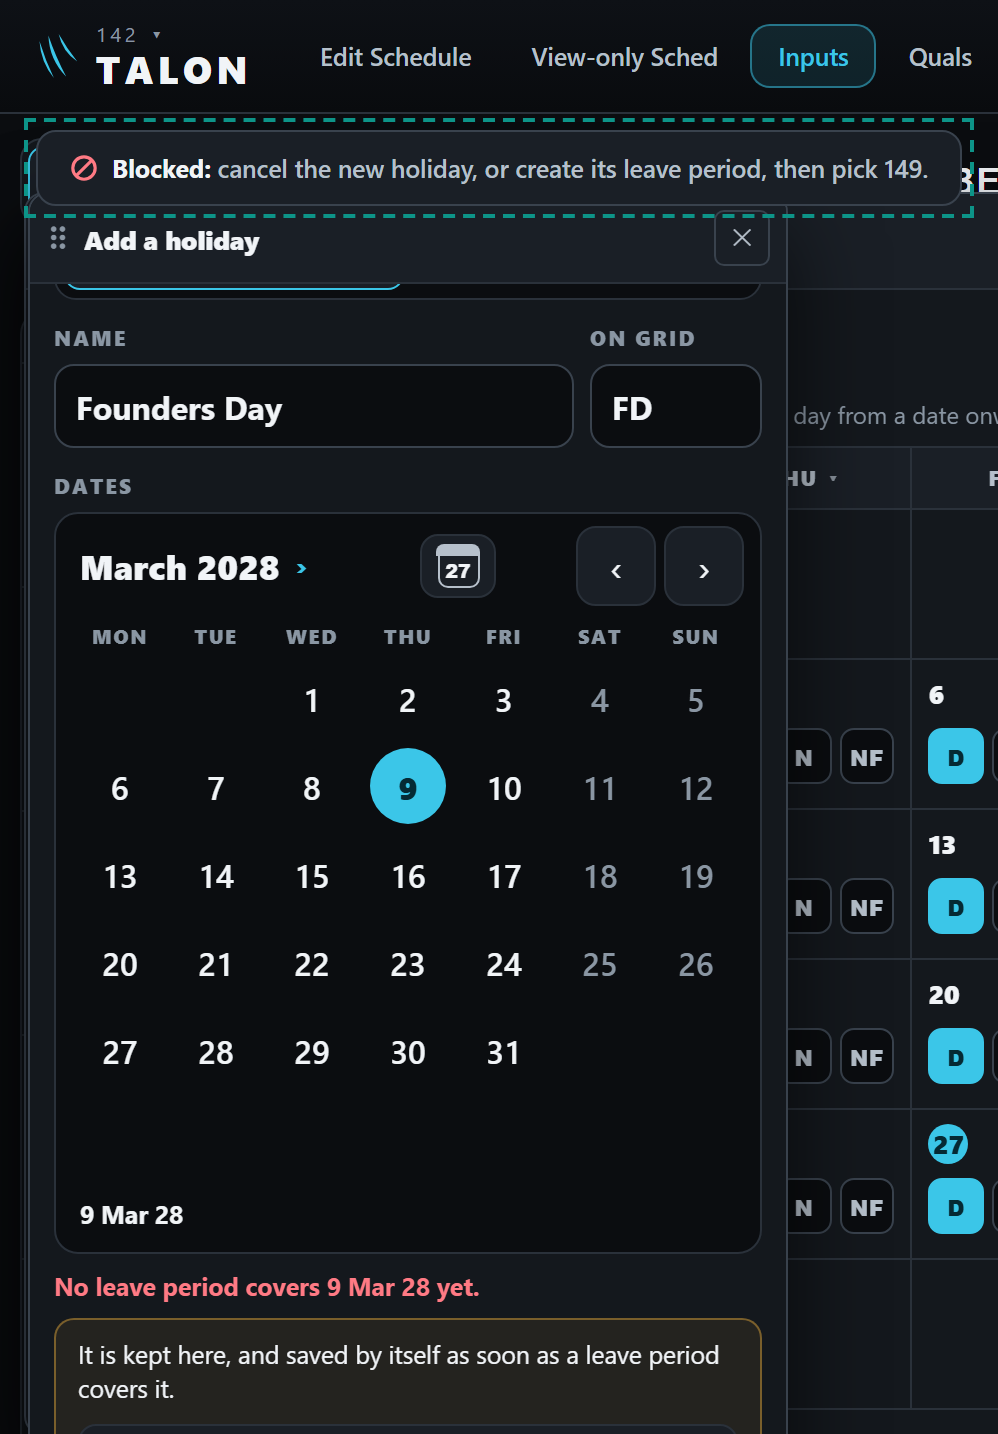 142 ▾
TALON
Edit Schedule
View-only Sched
Inputs
Quals
Blocked: cancel the new holiday, or create its leave period, then pick 149.
BE
Add a holiday
NAME
ON GRID
Founders Day
FD
day from a date onw
DATES
HU ▾
F
March 2028 ›
27
‹
›
MON TUE WED THU FRI SAT SUN
1 2 3 4 5
6 7 8 9 10 11 12
13 14 15 16 17 18 19
20 21 22 23 24 25 26
27 28 29 30 31
9 Mar 28
No leave period covers 9 Mar 28 yet.
It is kept here, and saved by itself as soon as a leave period
covers it.
6
N NF D
13
N NF D
20
N NF D
27
N NF D